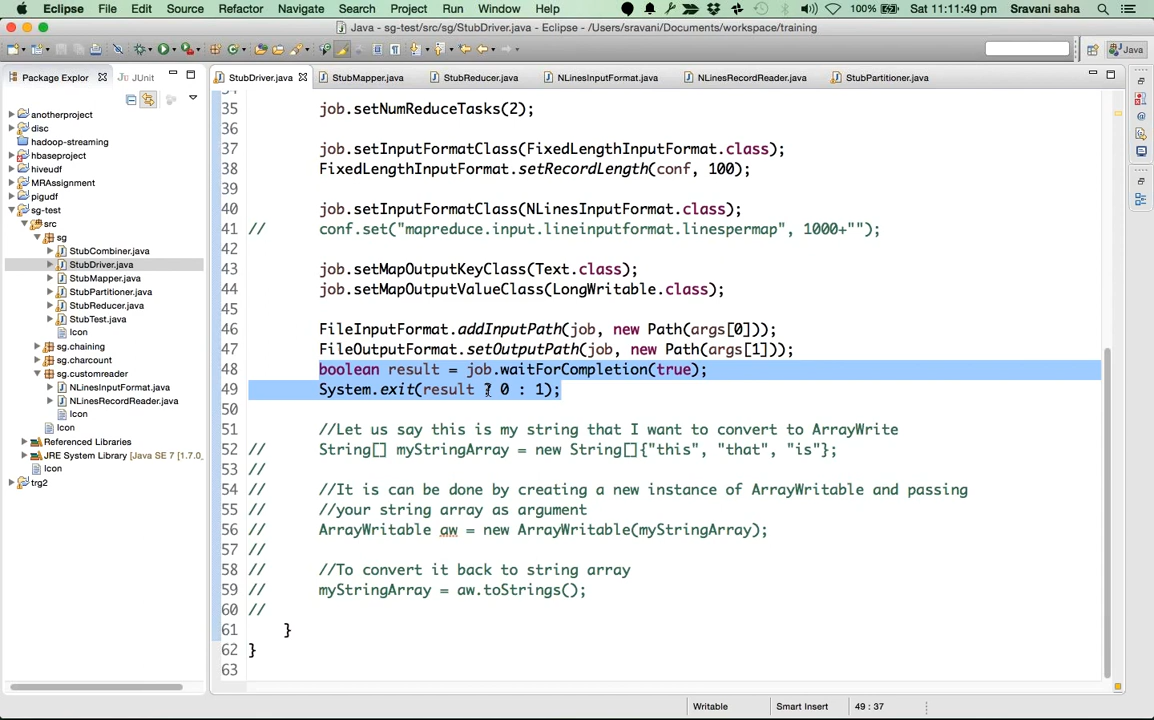 Eclipse File Edit Source Refactor Navigate Search Project Run Window Help 100% Sat 11:11:49 pm Sravani saha
Java - sg-test/src/sg/StubDriver.java - Eclipse - /Users/sravani/Documents/workspace/training
Java
Package Explor JUnit
StubDriver.java StubMapper.java StubReducer.java NLinesInputFormat.java NLinesRecordReader.java StubPartitioner.java
anotherproject
disc
hadoop-streaming
hbaseproject
hiveudf
MRAssignment
pigudf
sg-test
src
sg
StubCombiner.java
StubDriver.java
StubMapper.java
StubPartitioner.java
StubReducer.java
StubTest.java
Icon
sg.chaining
sg.charcount
sg.customreader
NLinesInputFormat.java
NLinesRecordReader.java
Icon
Icon
Referenced Libraries
JRE System Library [Java SE 7 [1.7.0_
Icon
trg2
34
35 job.setNumReduceTasks(2);
36
37 job.setInputFormatClass(FixedLengthInputFormat.class);
38 FixedLengthInputFormat.setRecordLength(conf, 100);
39
40 job.setInputFormatClass(NLinesInputFormat.class);
41 // conf.set("mapreduce.input.lineinputformat.linespermap", 1000+"");
42
43 job.setMapOutputKeyClass(Text.class);
44 job.setMapOutputValueClass(LongWritable.class);
45
46 FileInputFormat.addInputPath(job, new Path(args[0]));
47 FileOutputFormat.setOutputPath(job, new Path(args[1]));
48 boolean result = job.waitForCompletion(true);
49 System.exit(result ? 0 : 1);
50
51 //Let us say this is my string that I want to convert to ArrayWrite
52 // String[] myStringArray = new String[]{"this", "that", "is"};
53 //
54 // //It is can be done by creating a new instance of ArrayWritable and passing
55 // //your string array as argument
56 // ArrayWritable aw = new ArrayWritable(myStringArray);
57 //
58 // //To convert it back to string array
59 // myStringArray = aw.toStrings();
60 //
61 }
62 }
63
Writable Smart Insert 49 : 37